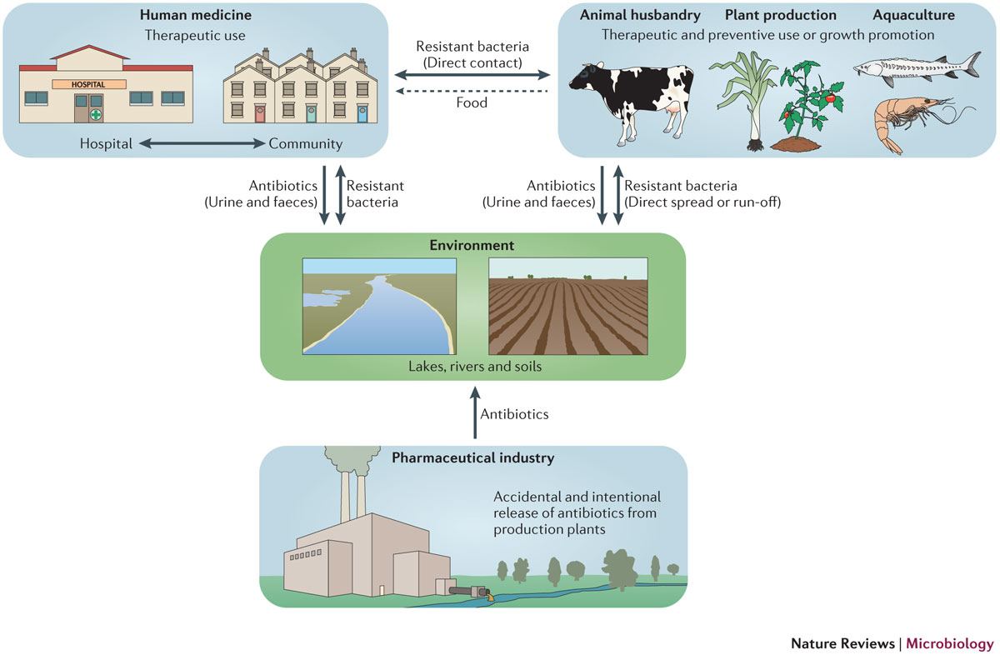 Human medicine
Therapeutic use
HOSPITAL
Hospital
Community
Resistant bacteria
(Direct contact)
Food
Animal husbandry
Plant production
Aquaculture
Therapeutic and preventive use or growth promotion
Antibiotics
(Urine and faeces)
Resistant
bacteria
Antibiotics
(Urine and faeces)
Resistant bacteria
(Direct spread or run-off)
Environment
Lakes, rivers and soils
Antibiotics
Pharmaceutical industry
Accidental and intentional
release of antibiotics from
production plants
Nature Reviews | Microbiology